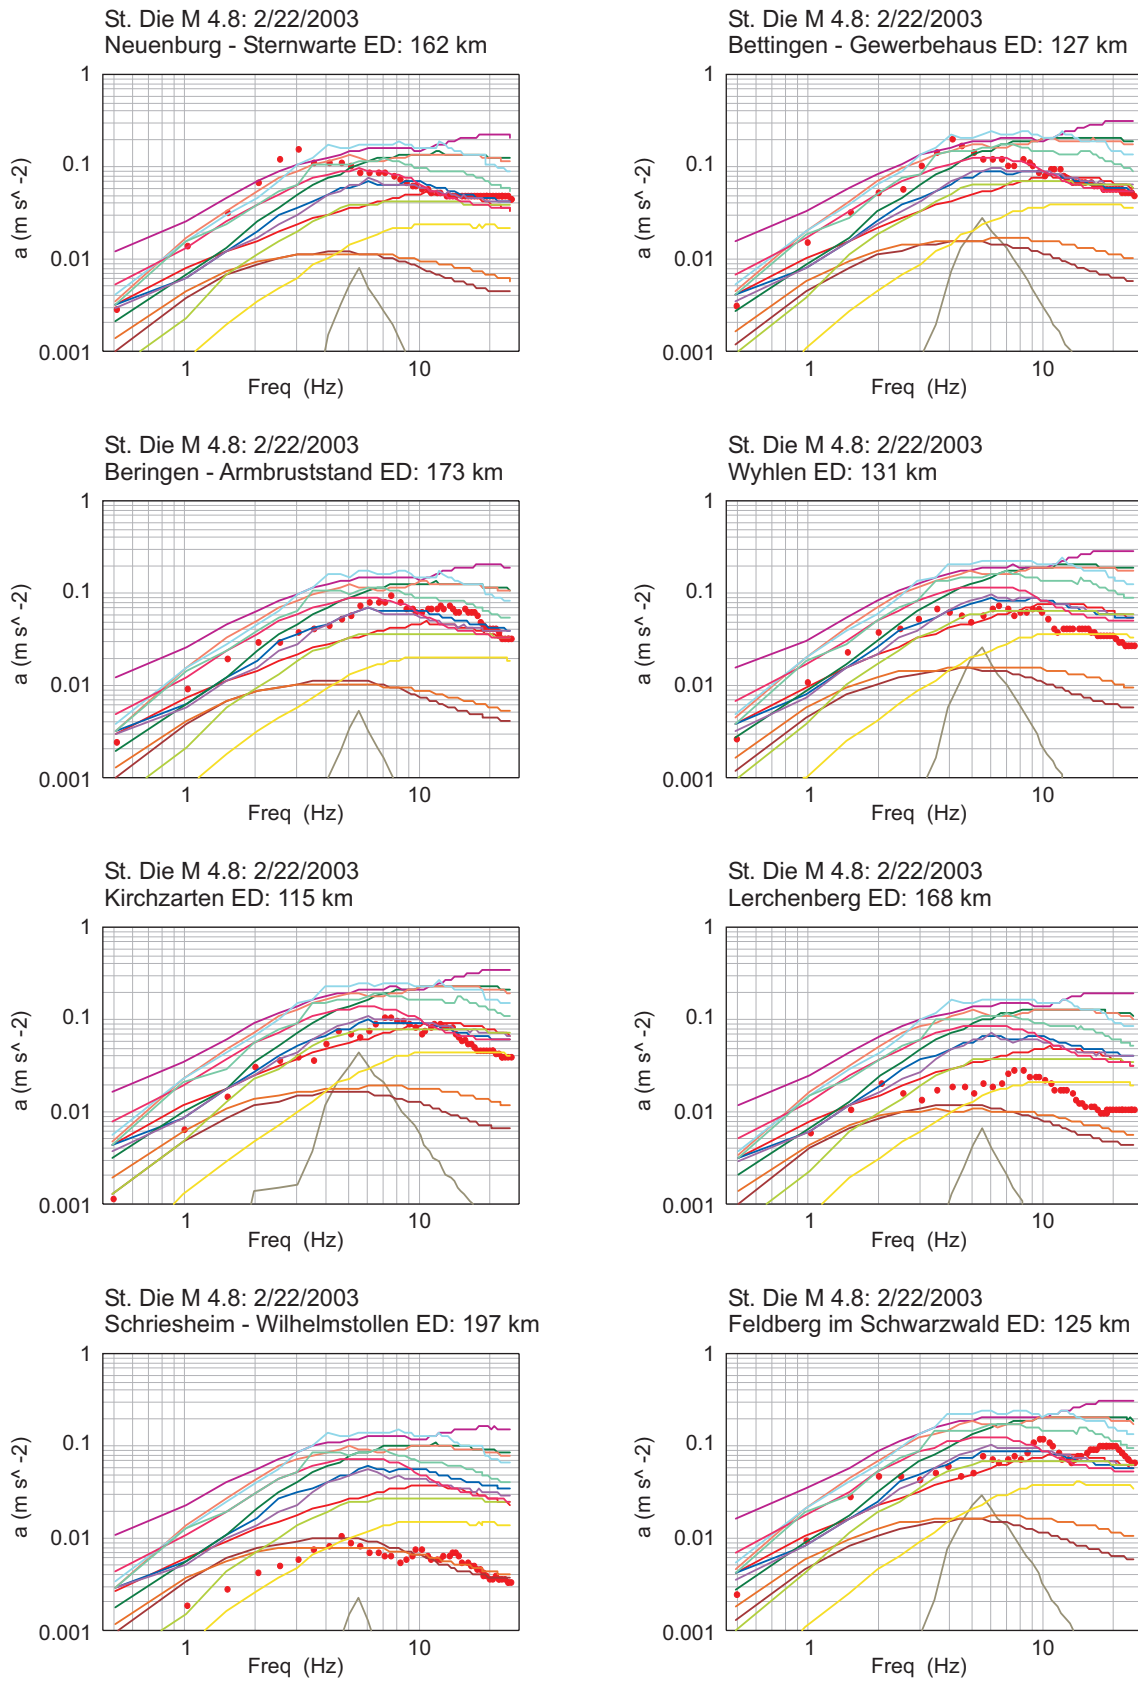 St. Die M 4.8: 2/22/2003
Neuenburg - Sternwarte ED: 162 km
1
0.1
0.01
0.001
a (m s^ -2)
1
10
Freq (Hz)
St. Die M 4.8: 2/22/2003
Bettingen - Gewerbehaus ED: 127 km
1
0.1
0.01
0.001
a (m s^ -2)
1
10
Freq (Hz)
St. Die M 4.8: 2/22/2003
Beringen - Armbruststand ED: 173 km
1
0.1
0.01
0.001
a (m s^ -2)
1
10
Freq (Hz)
St. Die M 4.8: 2/22/2003
Wyhlen ED: 131 km
1
0.1
0.01
0.001
a (m s^ -2)
1
10
Freq (Hz)
St. Die M 4.8: 2/22/2003
Kirchzarten ED: 115 km
1
0.1
0.01
0.001
a (m s^ -2)
1
10
Freq (Hz)
St. Die M 4.8: 2/22/2003
Lerchenberg ED: 168 km
1
0.1
0.01
0.001
a (m s^ -2)
1
10
Freq (Hz)
St. Die M 4.8: 2/22/2003
Schriesheim - Wilhelmstollen ED: 197 km
1
0.1
0.01
0.001
a (m s^ -2)
1
10
Freq (Hz)
St. Die M 4.8: 2/22/2003
Feldberg im Schwarzwald ED: 125 km
1
0.1
0.01
0.001
a (m s^ -2)
1
10
Freq (Hz)